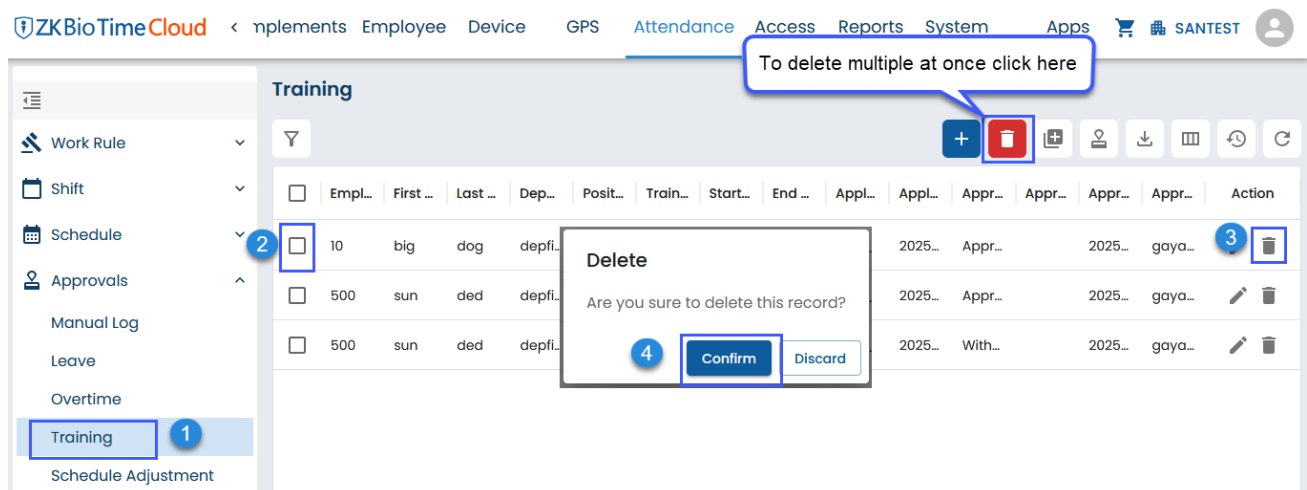 ZKBioTime Cloud
mplements Employee Device GPS Attendance Access Reports System Apps SANTEST
To delete multiple at once click here
Training
Work Rule
Shift
Schedule
Approvals
Manual Log
Leave
Overtime
Training
Schedule Adjustment
1
Empl... First ... Last ... Dep... Posit... Train... Start... End ... Appl... Appl... Appr... Appr... Appr... Appr... Action
2
10 big dog depfi... 2025... Appr... 2025... gaya...
3
500 sun ded depfi... 2025... Appr... 2025... gaya...
500 sun ded depfi... 2025... With... 2025... gaya...
Delete
Are you sure to delete this record?
4
Confirm Discard